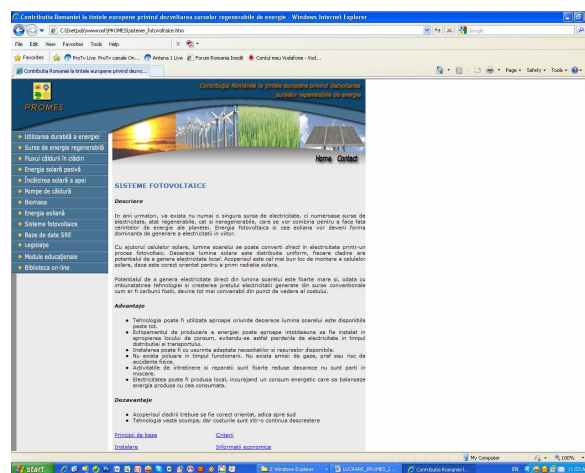 Contributia Romaniei la tintele europene privind dezvoltarea surselor regenerabile de energie - Windows Internet Explorer
C:\Inetpub\wwwroot\PROMES\sisteme_fotovoltaice.htm
Google
File Edit View Favorites Tools Help
Favorites ProTv Live ProTv canale On... Antena 1 Live Forum Romania Inedit Contul meu Vodafone - Vod...
Contributia Romaniei la tintele europene privind dezvo...
Page Safety Tools
Contribuţia României la ţintele europene privind dezvoltarea
surselor regenerabile de energie
PROMES
Home Contact
Utilizarea durabilă a energiei
Surse de energie regenerabilă
Fluxul căldurii în clădiri
Energia solară pasivă
Încălzirea solară a apei
Pompe de căldură
Biomasa
Energia eoliană
Sisteme fotovoltaice
Baze de date SRE
Legislaţie
Module educaţionale
Biblioteca on-line
SISTEME FOTOVOLTAICE
Descriere
In anii urmatori, va exista nu numai o singura sursa de electricitate, ci numeroase surse de
electricitate, atat regenerabile, cat si neregenerabile, care se vor combina pentru a face fata
cerintelor de energie ale planetei. Energia fotovoltaica si cea eoliana vor deveni forma
dominanta de generare a electricitatii in viitor.
Cu ajutorul celulelor solare, lumina soarelui se poate converti direct in electricitate printr-un
proces fotovoltaic. Deoarece lumina solara este distribuita uniform, fiecare cladire are
potentialul de a genera electricitate local. Acoperisul este cel mai bun loc de montare a celulelor
solare, daca este corect orientat pentru a primi radiatia solara.
Potentialul de a genera electricitate direct din lumina soarelui este foarte mare si, odata cu
imbunatatirea tehnologiei si cresterea pretului electricitatii generate din surse conventionale
cum ar fi carbunii fosili, devine tot mai convenabil din punct de vedere al costului.
Avantaje
Tehnologia poate fi utilizata aproape oriunde deoarece lumina soarelui este disponibila
peste tot.
Echipamentul de producere a energiei poate aproape intotdeauna sa fie instalat in
apropierea locului de consum, evitandu-se astfel pierderile de electricitate in timpul
distributiei si transportului.
Instalarea poate fi cu usurinta adaptata necesitatilor si resurselor disponibile.
Nu exista poluare in timpul functionarii. Nu exista emisii de gaze, praf sau risc de
accidente fizice.
Activitatile de intretinere si reparatii sunt foarte reduse deoarece nu sunt parti in
miscare.
Electricitatea poate fi produsa local, incurajand un consum energetic care sa balanseze
energia produsa cu cea consumata.
Dezavantaje
Acoperisul cladirii trebuie sa fie corect orientat, adica spre sud
Tehnologia veste scumpa, dar costurile sunt intr-o continua descrestere
Principii de baza Criterii
Instalare Informatii economice
My Computer 100%
start 2 Windows Explorer LUCRARE_PROMES_1... Contributia Romaniei l... EN 11:52